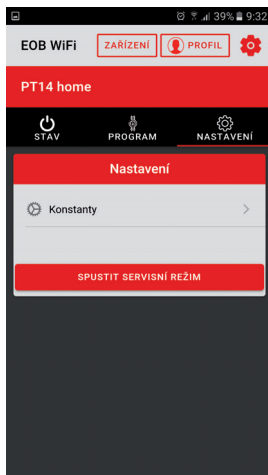 39% 9:32
EOB WiFi ZAŘÍZENÍ PROFIL
PT14 home
STAV PROGRAM NASTAVENÍ
Nastavení
Konstanty
SPUSTIT SERVISNÍ REŽIM